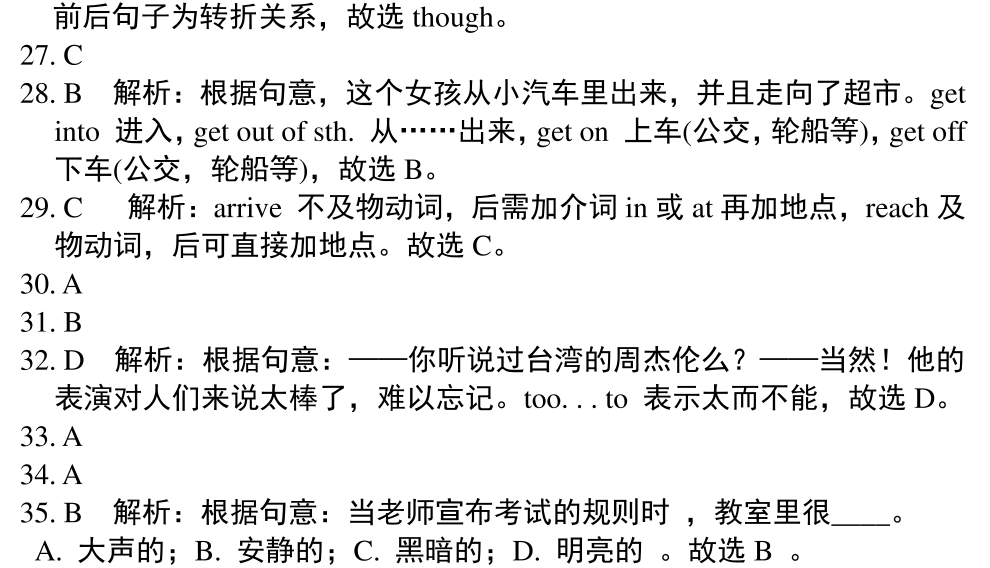 前后句子为转折关系，故选 though。
27. C
28. B 解析：根据句意，这个女孩从小汽车里出来，并且走向了超市。get
into 进入, get out of sth. 从……出来, get on 上车(公交, 轮船等), get off
下车(公交，轮船等)，故选 B。
29. C 解析：arrive 不及物动词，后需加介词 in 或 at 再加地点，reach 及
物动词，后可直接加地点。故选 C。
30. A
31. B
32. D 解析：根据句意：——你听说过台湾的周杰伦么？——当然！他的
表演对人们来说太棒了，难以忘记。too. . . to 表示太而不能，故选 D。
33. A
34. A
35. B 解析：根据句意：当老师宣布考试的规则时 ，教室里很____。
A. 大声的；B. 安静的；C. 黑暗的；D. 明亮的 。故选 B 。